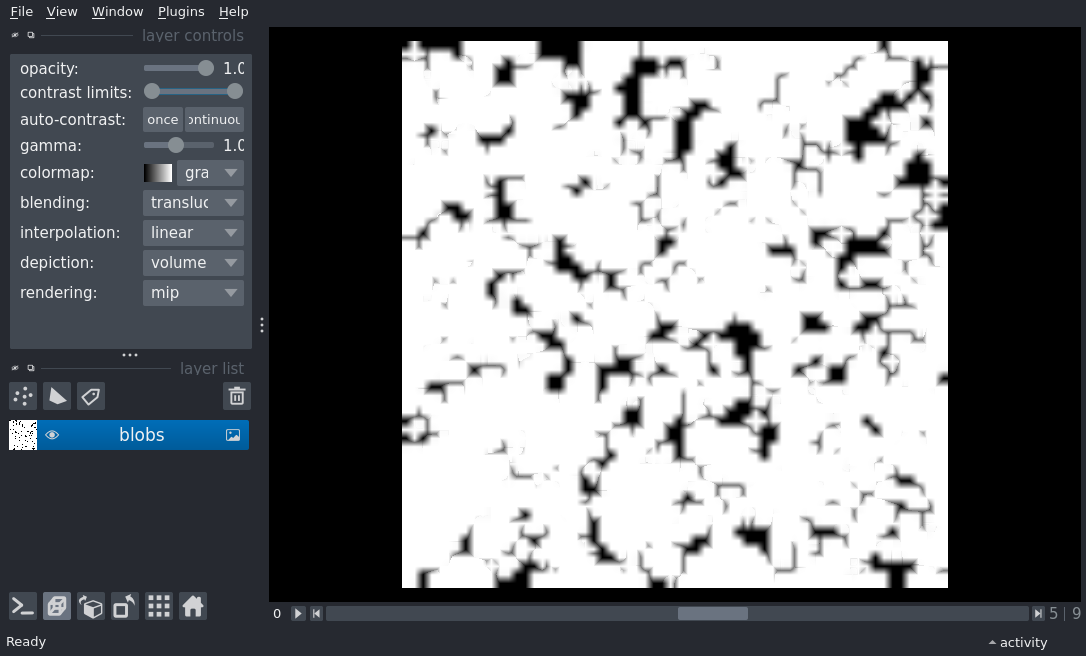 File View Window Plugins Help
layer controls
opacity: 1.0
contrast limits:
auto-contrast: once ontinuou
gamma: 1.0
colormap: gra
blending: transluc
interpolation: linear
depiction: volume
rendering: mip
layer list
blobs
0 5 | 9
Ready activity